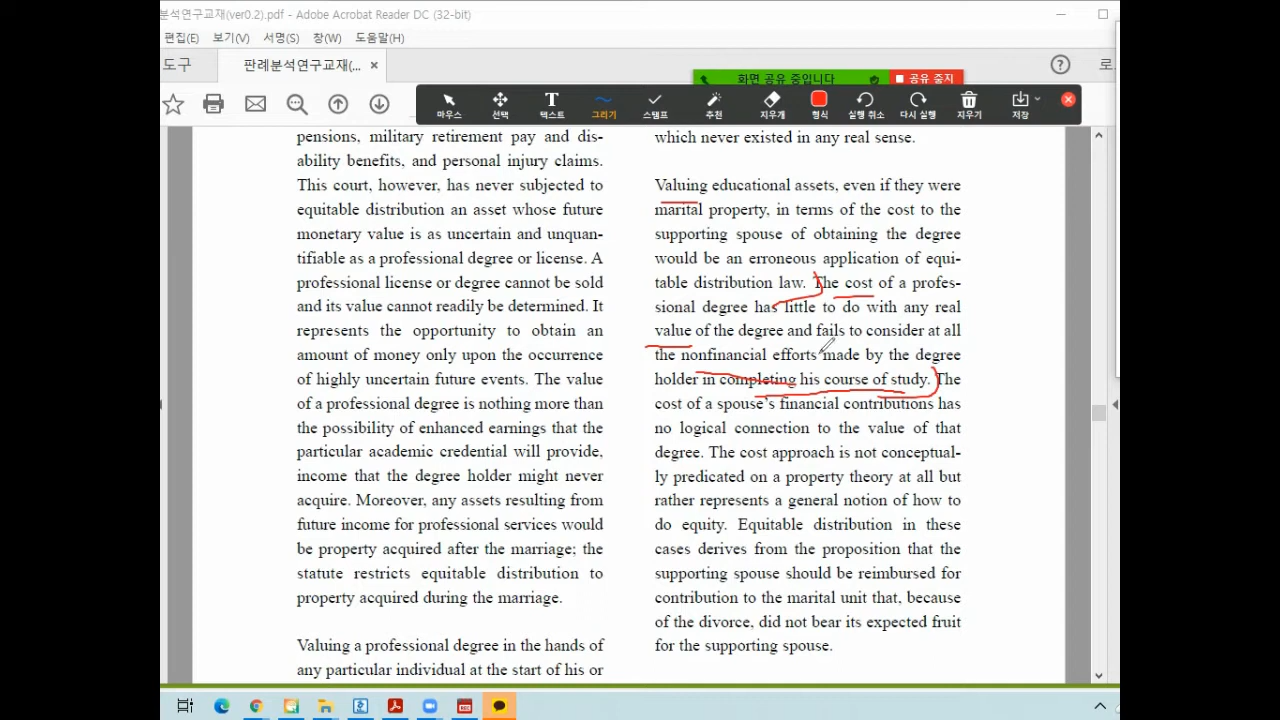 분석연구교재(ver0.2).pdf - Adobe Acrobat Reader DC (32-bit)
편집(E) 보기(V) 서명(S) 창(W) 도움말(H)
도구 판례분석연구교재(... × ? 로
화면 공유 중입니다 공유 중지
마우스 선택 텍스트 그리기 스탬프 추천 지우개 형식 실행 취소 다시 실행 지우기 저장
pensions, military retirement pay and dis-
ability benefits, and personal injury claims.
This court, however, has never subjected to
equitable distribution an asset whose future
monetary value is as uncertain and unquan-
tifiable as a professional degree or license. A
professional license or degree cannot be sold
and its value cannot readily be determined. It
represents the opportunity to obtain an
amount of money only upon the occurrence
of highly uncertain future events. The value
of a professional degree is nothing more than
the possibility of enhanced earnings that the
particular academic credential will provide,
income that the degree holder might never
acquire. Moreover, any assets resulting from
future income for professional services would
be property acquired after the marriage; the
statute restricts equitable distribution to
property acquired during the marriage.
Valuing a professional degree in the hands of
any particular individual at the start of his or
which never existed in any real sense.
Valuing educational assets, even if they were
marital property, in terms of the cost to the
supporting spouse of obtaining the degree
would be an erroneous application of equi-
table distribution law. The cost of a profes-
sional degree has little to do with any real
value of the degree and fails to consider at all
the nonfinancial efforts made by the degree
holder in completing his course of study. The
cost of a spouse's financial contributions has
no logical connection to the value of that
degree. The cost approach is not conceptual-
ly predicated on a property theory at all but
rather represents a general notion of how to
do equity. Equitable distribution in these
cases derives from the proposition that the
supporting spouse should be reimbursed for
contribution to the marital unit that, because
of the divorce, did not bear its expected fruit
for the supporting spouse.